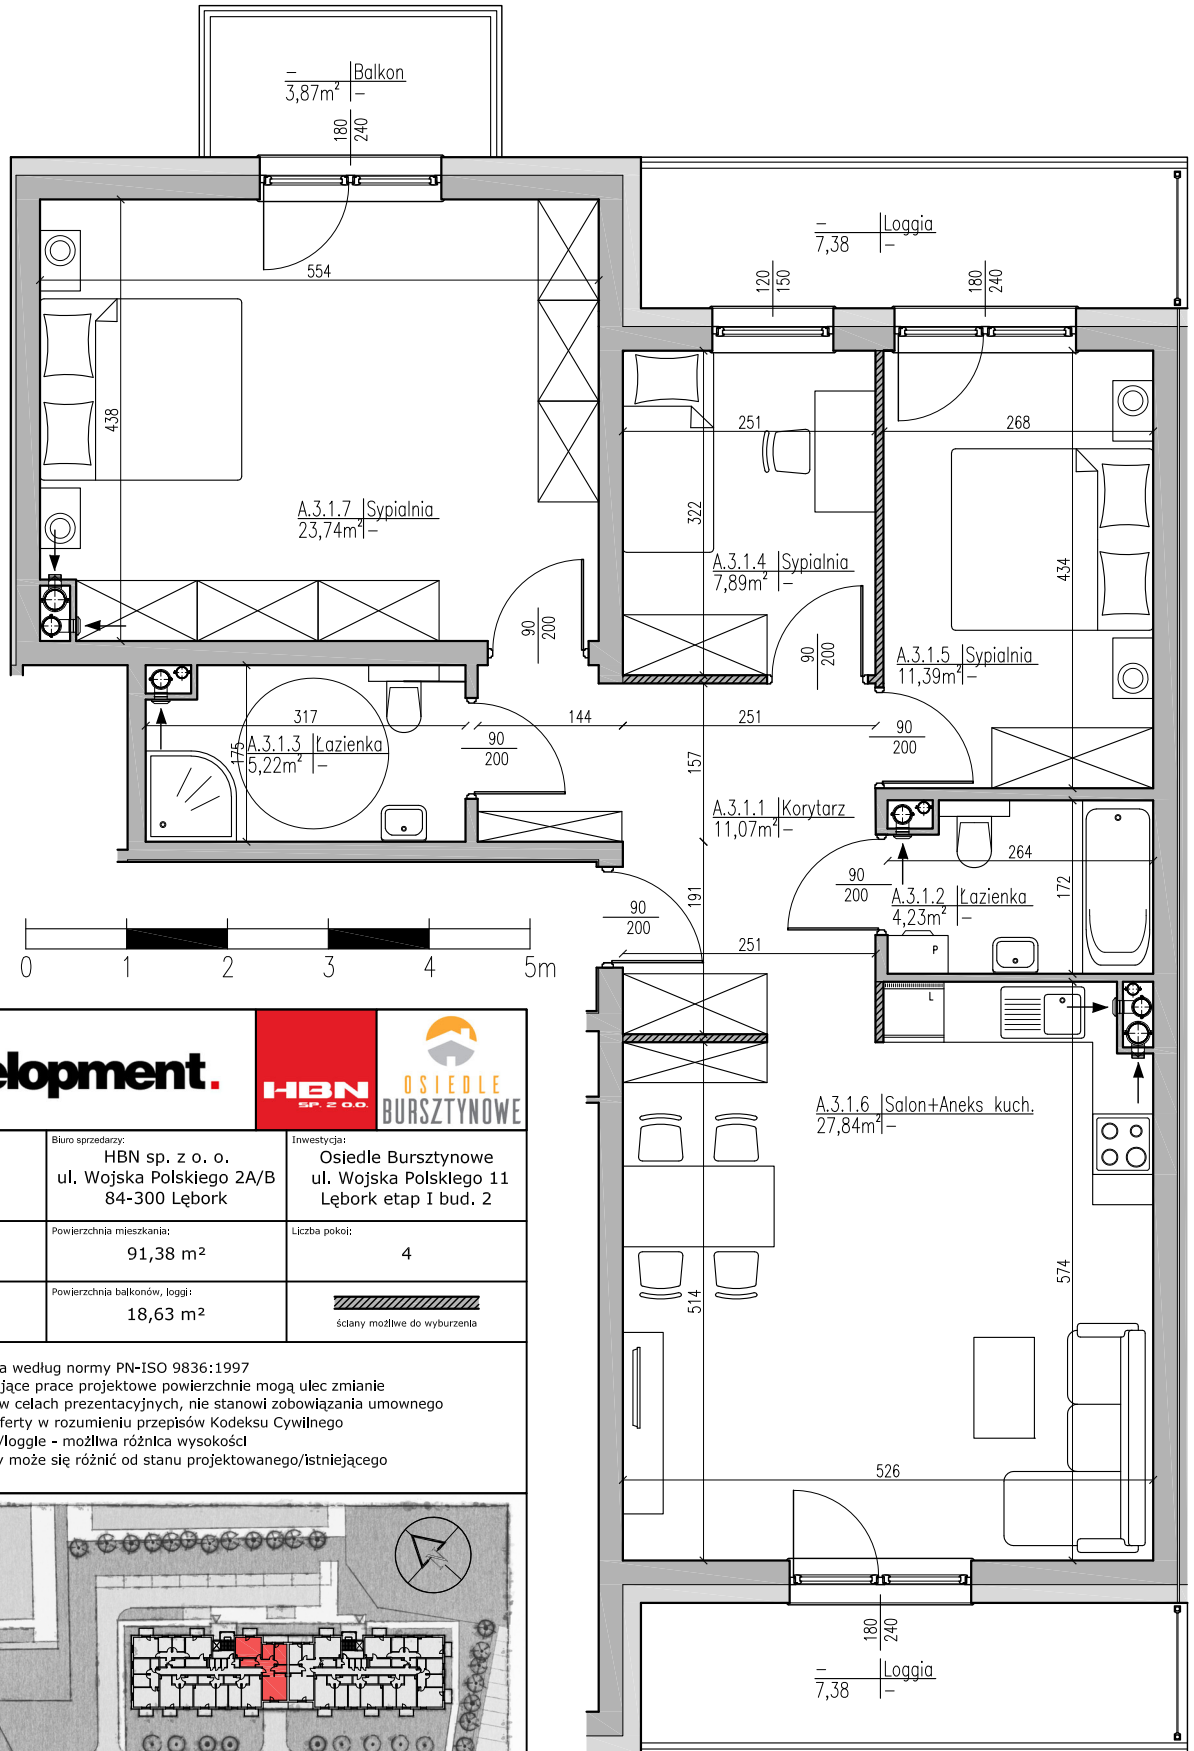 - Balkon
3,87m² -
180
240
- Loggia
7,38 -
554
120
150
180
240
438
251
268
A.3.1.7 Sypialnia
23,74m² -
322
A.3.1.4 Sypialnia
7,89m² -
434
90
200
90
200
A.3.1.5 Sypialnia
11,39m² -
317
144
251
90
200
90
200
175
A.3.1.3 Łazienka
5,22m² -
157
A.3.1.1 Korytarz
11,07m² -
264
90
200
172
A.3.1.2 Łazienka
4,23m² -
191
90
200
251
P
0 1 2 3 4 5m
L
elopment.
HBN
SP. Z O.O.
OSIEDLE
BURSZTYNOWE
A.3.1.6 Salon+Aneks kuch.
27,84m² -
Biuro sprzedarzy:
HBN sp. z o. o.
ul. Wojska Polskiego 2A/B
84-300 Lębork
Inwestycja:
Osiedle Bursztynowe
ul. Wojska Polskiego 11
Lębork etap I bud. 2
Powierzchnia mieszkania:
91,38 m²
Liczba pokoi:
4
Powierzchnia balkonów, loggi:
18,63 m²
ściany możliwe do wyburzenia
514
574
a według normy PN-ISO 9836:1997
jące prace projektowe powierzchnie mogą ulec zmianie
w celach prezentacyjnych, nie stanowi zobowiązania umownego
ferty w rozumieniu przepisów Kodeksu Cywilnego
/loggie - możliwa różnica wysokości
y może się różnić od stanu projektowanego/istniejącego
526
180
240
- Loggia
7,38 -